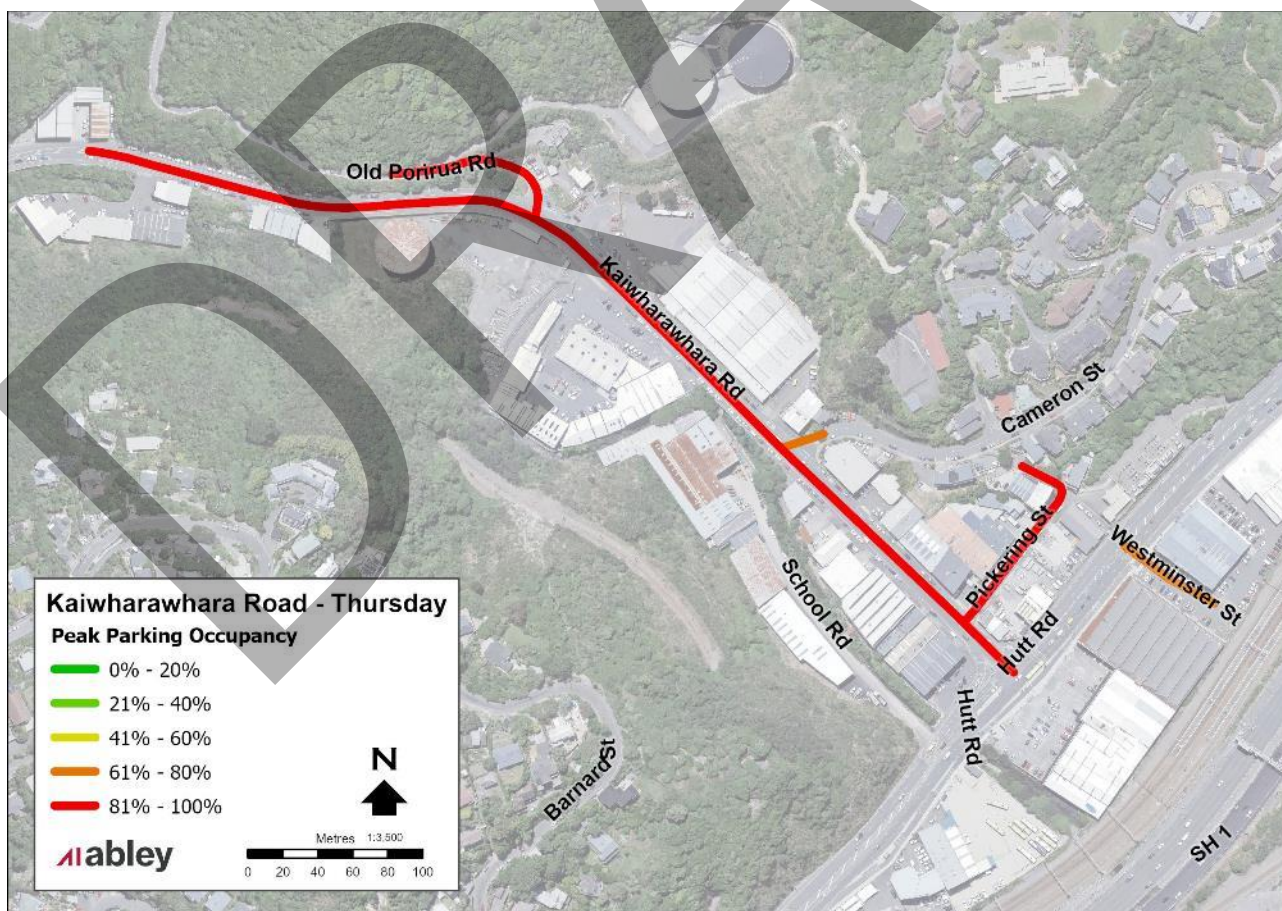 Old Porirua Rd
Kaiwharawhara Rd
Cameron St
Pickering St
Westminster St
School Rd
Hutt Rd
Hutt Rd
Barnard St
SH 1
Kaiwharawhara Road - Thursday
Peak Parking Occupancy
0% - 20%
21% - 40%
41% - 60%
61% - 80%
81% - 100%
N
Metres 1:3,500
0 20 40 60 80 100
abley
DRA